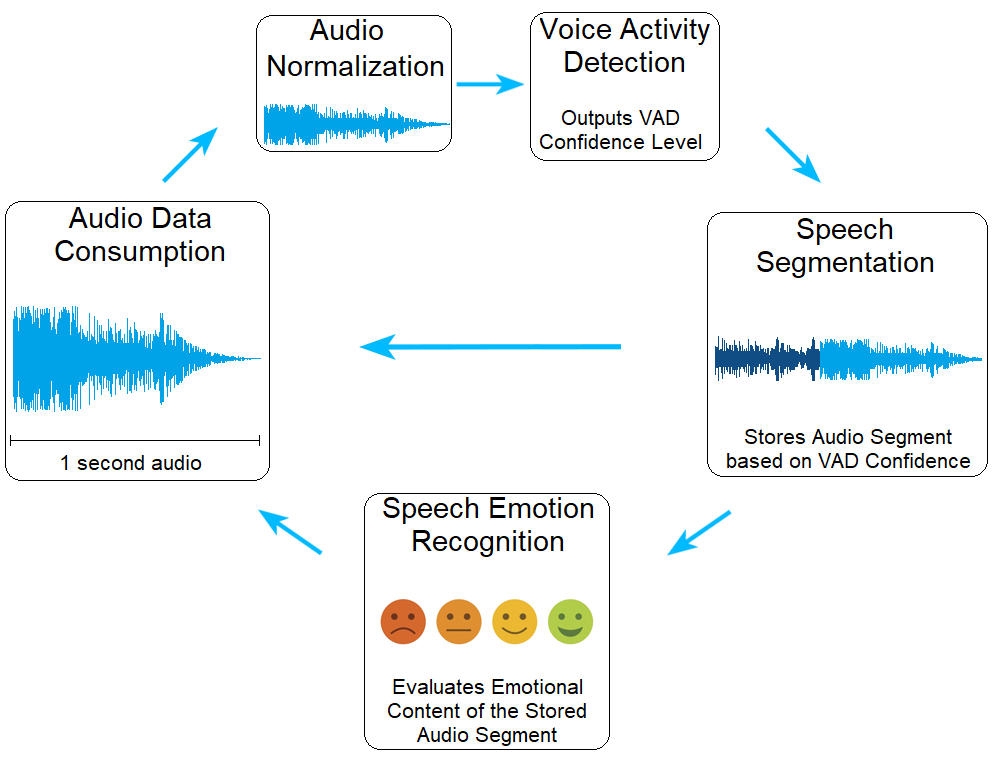 Audio
Normalization
Voice Activity
Detection
Outputs VAD
Confidence Level
Audio Data
Consumption
1 second audio
Speech
Segmentation
Stores Audio Segment
based on VAD Confidence
Speech Emotion
Recognition
Evaluates Emotional
Content of the Stored
Audio Segment